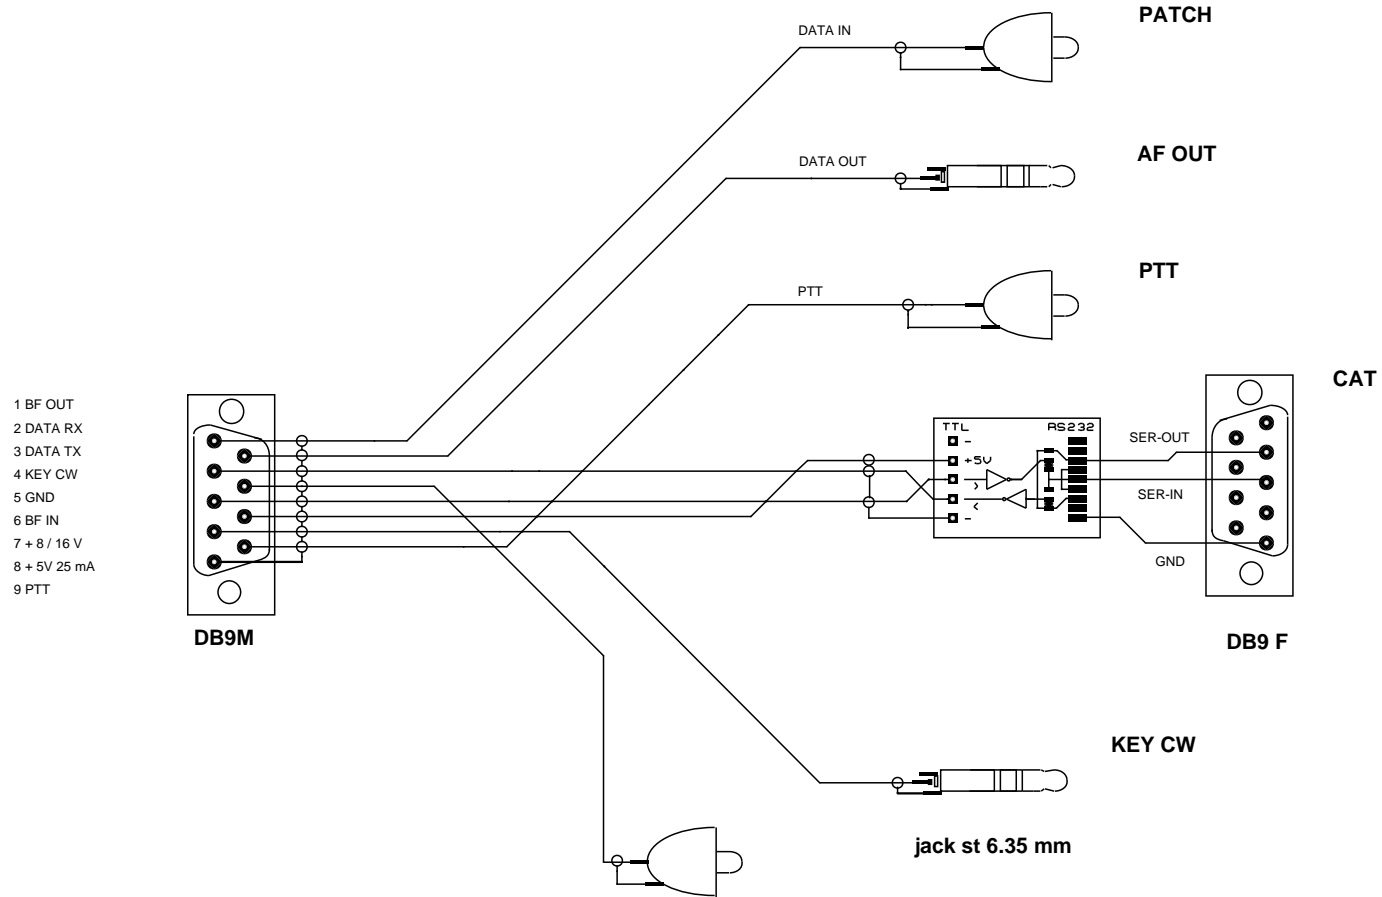 PATCH
DATA IN
AF OUT
DATA OUT
PTT
PTT
CAT
1 BF OUT
2 DATA RX
3 DATA TX
4 KEY CW
5 GND
6 BF IN
7 + 8 / 16 V
8 + 5V 25 mA
9 PTT
TTL RS232
-
+5V
>
<
-
SER-OUT
SER-IN
GND
DB9M
DB9 F
KEY CW
jack st 6.35 mm